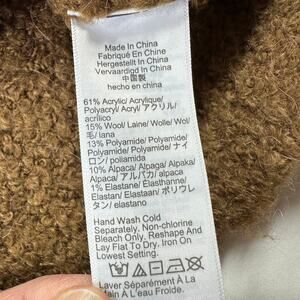 Made In China
Fabriqué En Chine
Hergestellt In China
Vervaardigd In China
中国製
hecho en china
61% Acrylic/ Acrylique/
Polyacryl/ Acryl/ アクリル/
acrílico
15% Wool/ Laine/ Wolle/ Wol/
毛/ lana
13% Polyamide/ Polyamide/
Polyamide/ Polyamide/ ナイ
ロン/ poliamida
10% Alpaca/ Alpaga/ Alpaka/
Alpaca/ アルパカ/ alpaca
1% Elastane/ Élasthanne/
Elastan/ Elastaan/ ポリウレ
タン/ elastano
Hand Wash Cold
Separately. Non-chlorine
Bleach Only. Reshape And
Lay Flat To Dry. Iron On
Lowest Setting.
Laver Séparément À La
Main À L'eau Froide.